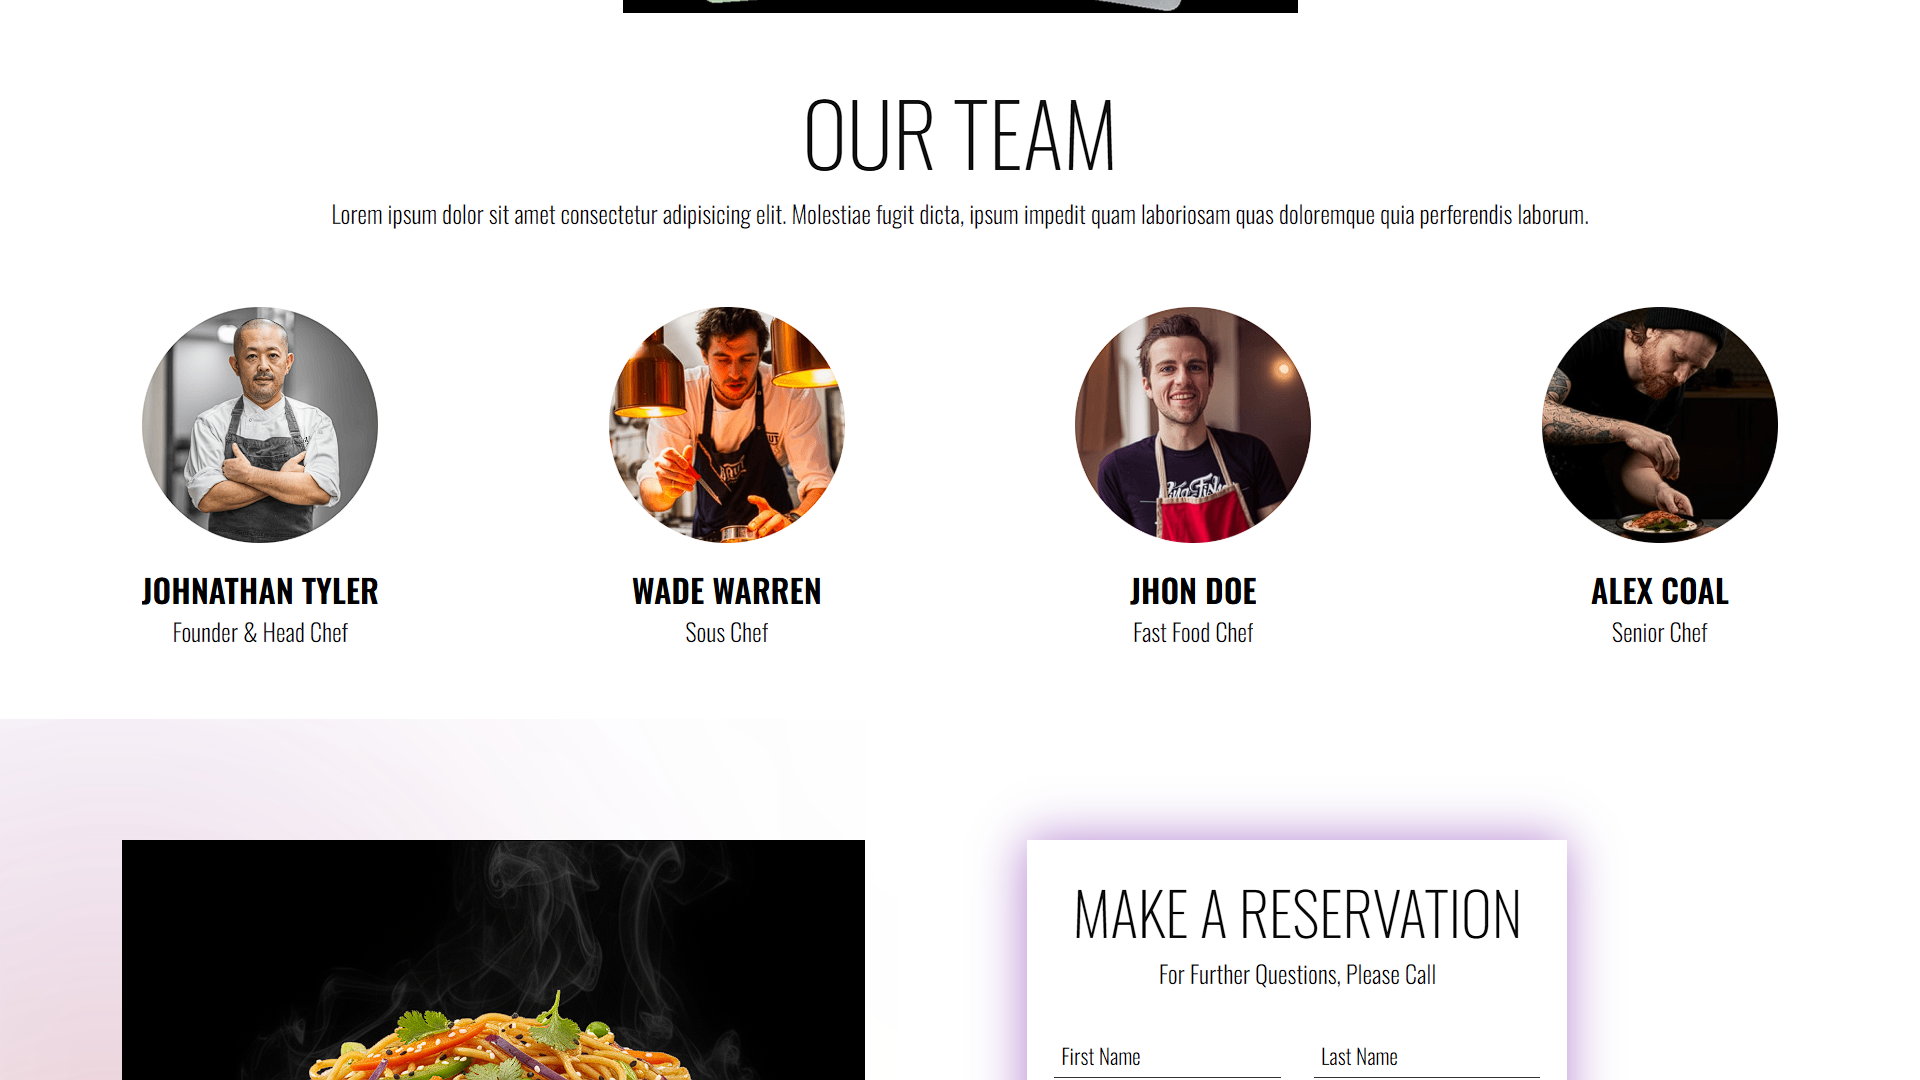 OUR TEAM
Lorem ipsum dolor sit amet consectetur adipisicing elit. Molestiae fugit dicta, ipsum impedit quam laboriosam quas doloremque quia perferendis laborum.
JOHNATHAN TYLER
Founder & Head Chef
WADE WARREN
Sous Chef
JHON DOE
Fast Food Chef
ALEX COAL
Senior Chef
MAKE A RESERVATION
For Further Questions, Please Call
First Name
Last Name